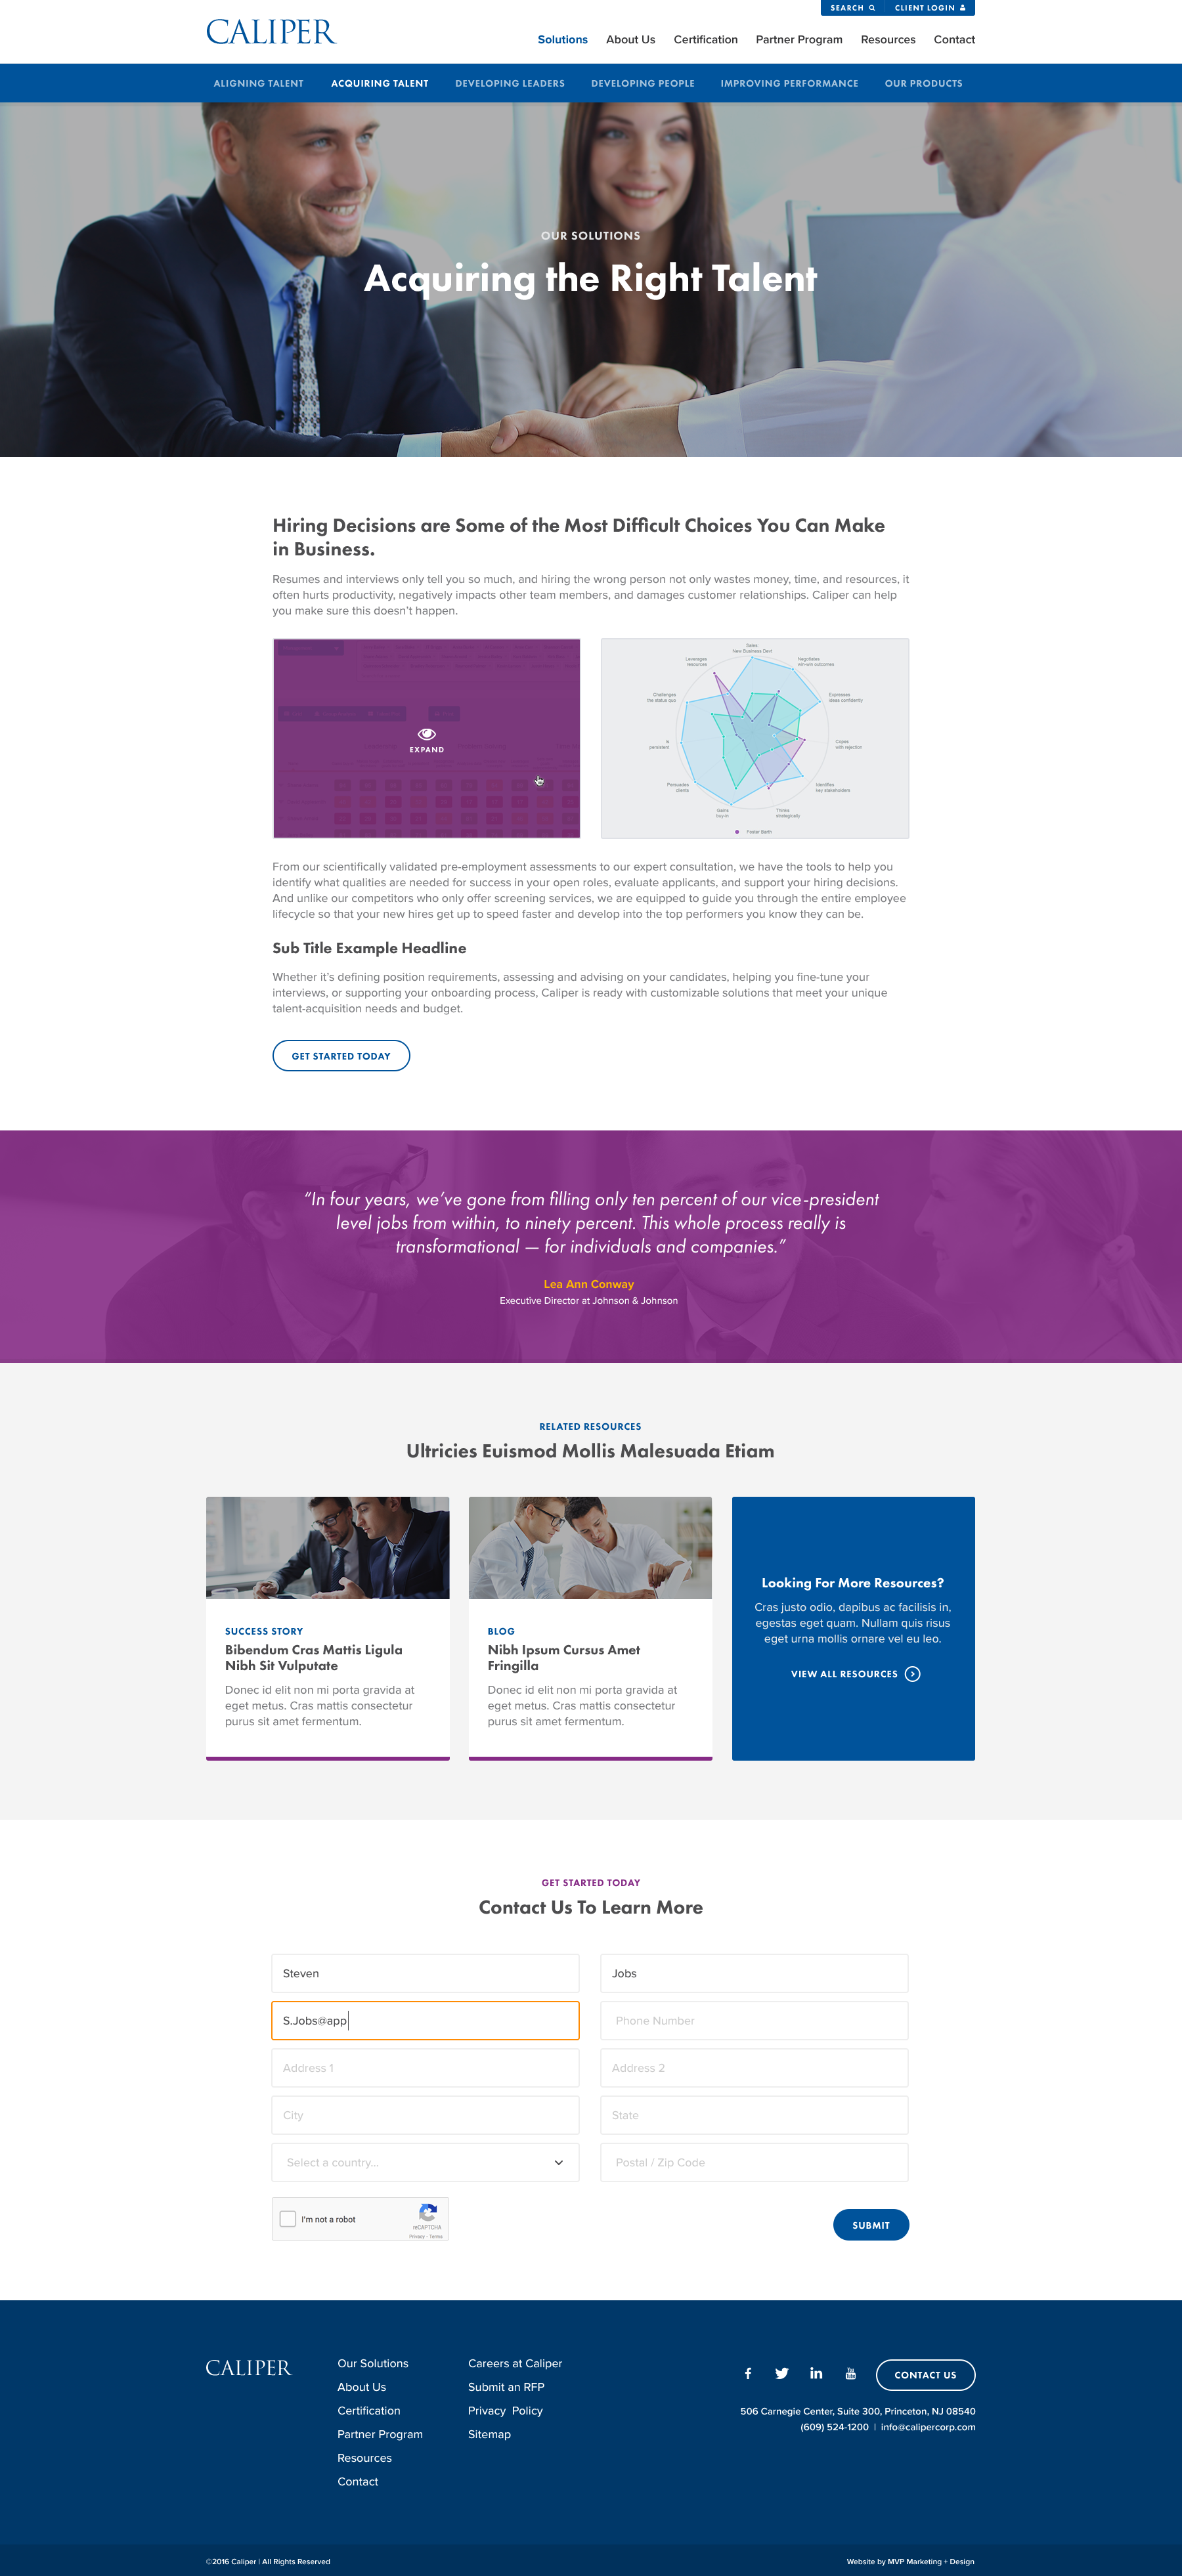 SEARCH
CLIENT LOGIN
CALIPER
Solutions About Us Certification Partner Program Resources Contact
ALIGNING TALENT ACQUIRING TALENT DEVELOPING LEADERS DEVELOPING PEOPLE IMPROVING PERFORMANCE OUR PRODUCTS
OUR SOLUTIONS
Acquiring the Right Talent
Hiring Decisions are Some of the Most Difficult Choices You Can Make
in Business.
Resumes and interviews only tell you so much, and hiring the wrong person not only wastes money, time, and resources, it
often hurts productivity, negatively impacts other team members, and damages customer relationships. Caliper can help
you make sure this doesn’t happen.
EXPAND
Sales
New Business Devt
Leverages
resources
Negotiates
win-win outcomes
Challenges
the status quo
Expresses
ideas confidently
Is
persistent
Copes
with rejection
Persuades
clients
Identifies
key stakeholders
Gains
buy-in
Thinks
strategically
Foster Barth
From our scientifically validated pre-employment assessments to our expert consultation, we have the tools to help you
identify what qualities are needed for success in your open roles, evaluate applicants, and support your hiring decisions.
And unlike our competitors who only offer screening services, we are equipped to guide you through the entire employee
lifecycle so that your new hires get up to speed faster and develop into the top performers you know they can be.
Sub Title Example Headline
Whether it’s defining position requirements, assessing and advising on your candidates, helping you fine-tune your
interviews, or supporting your onboarding process, Caliper is ready with customizable solutions that meet your unique
talent-acquisition needs and budget.
GET STARTED TODAY
“In four years, we’ve gone from filling only ten percent of our vice-president
level jobs from within, to ninety percent. This whole process really is
transformational — for individuals and companies.”
Lea Ann Conway
Executive Director at Johnson & Johnson
RELATED RESOURCES
Ultricies Euismod Mollis Malesuada Etiam
SUCCESS STORY
Bibendum Cras Mattis Ligula
Nibh Sit Vulputate
Donec id elit non mi porta gravida at
eget metus. Cras mattis consectetur
purus sit amet fermentum.
BLOG
Nibh Ipsum Cursus Amet
Fringilla
Donec id elit non mi porta gravida at
eget metus. Cras mattis consectetur
purus sit amet fermentum.
Looking For More Resources?
Cras justo odio, dapibus ac facilisis in,
egestas eget quam. Nullam quis risus
eget urna mollis ornare vel eu leo.
VIEW ALL RESOURCES
GET STARTED TODAY
Contact Us To Learn More
Steven
Jobs
S.Jobs@app
Phone Number
Address 1
Address 2
City
State
Select a country...
Postal / Zip Code
I'm not a robot
reCAPTCHA
Privacy - Terms
SUBMIT
CALIPER
Our Solutions
About Us
Certification
Partner Program
Resources
Contact
Careers at Caliper
Submit an RFP
Privacy Policy
Sitemap
You
Tube
CONTACT US
506 Carnegie Center, Suite 300, Princeton, NJ 08540
(609) 524-1200 | info@calipercorp.com
©2016 Caliper | All Rights Reserved
Website by MVP Marketing + Design